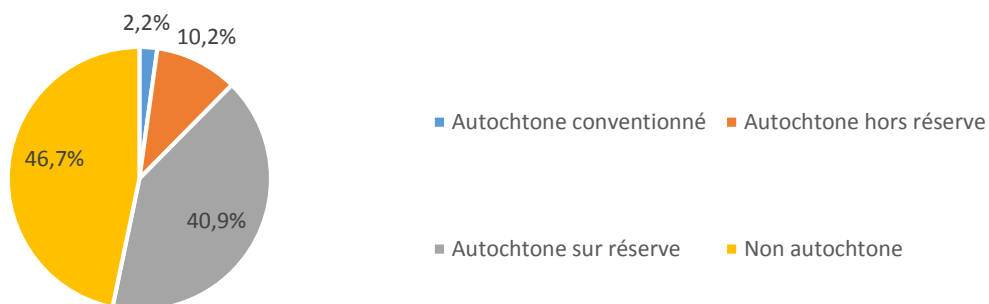 2,2%
10,2%
46,7%
40,9%
Autochtone conventionné
Autochtone hors réserve
Autochtone sur réserve
Non autochtone